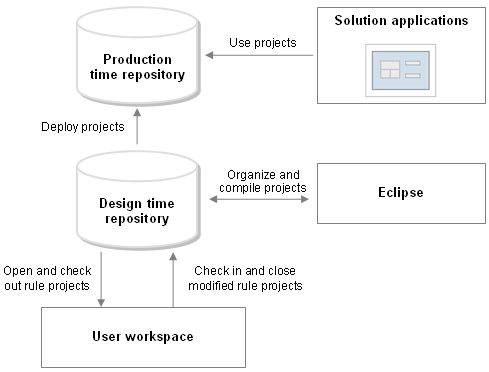 Solution applications
Production
time repository
Use projects
Deploy projects
Design time
repository
Organize and
compile projects
Eclipse
Open and check
out rule projects
Check in and close
modified rule projects
User workspace